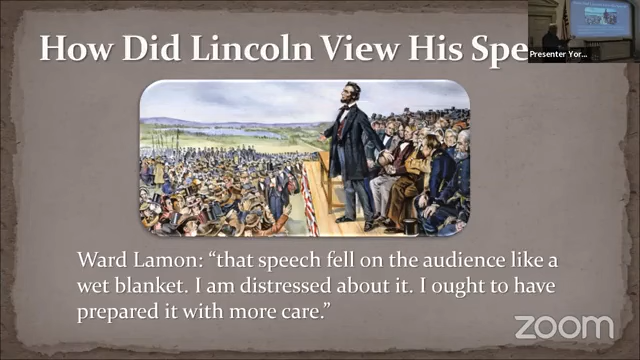 How Did Lincoln View His Spe
Presenter Yor...
Ward Lamon: “that speech fell on the audience like a
wet blanket. I am distressed about it. I ought to have
prepared it with more care.”
zoom